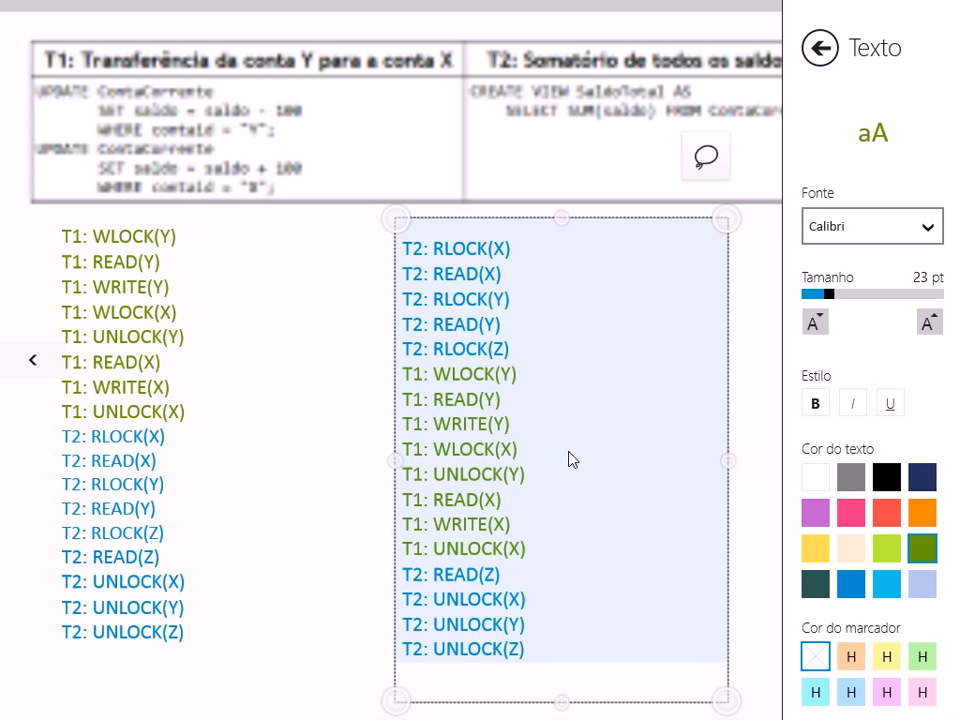 T1: Transferência da conta Y para a conta X
T2: Somatório de todos os saldo
UPDATE ContaCorrente
SET saldo = saldo - 100
WHERE contaid = "Y";
UPDATE ContaCorrente
SET saldo = saldo + 100
WHERE contaid = "X";
CREATE VIEW SaldoTotal AS
SELECT SUM(saldo) FROM ContaCor
T1: WLOCK(Y)
T1: READ(Y)
T1: WRITE(Y)
T1: WLOCK(X)
T1: UNLOCK(Y)
T1: READ(X)
T1: WRITE(X)
T1: UNLOCK(X)
T2: RLOCK(X)
T2: READ(X)
T2: RLOCK(Y)
T2: READ(Y)
T2: RLOCK(Z)
T2: READ(Z)
T2: UNLOCK(X)
T2: UNLOCK(Y)
T2: UNLOCK(Z)
T2: RLOCK(X)
T2: READ(X)
T2: RLOCK(Y)
T2: READ(Y)
T2: RLOCK(Z)
T1: WLOCK(Y)
T1: READ(Y)
T1: WRITE(Y)
T1: WLOCK(X)
T1: UNLOCK(Y)
T1: READ(X)
T1: WRITE(X)
T1: UNLOCK(X)
T2: READ(Z)
T2: UNLOCK(X)
T2: UNLOCK(Y)
T2: UNLOCK(Z)
Texto
aA
Fonte
Calibri
Tamanho 23 pt
A A
Estilo
B I U
Cor do texto
Cor do marcador
H H H
H H H H